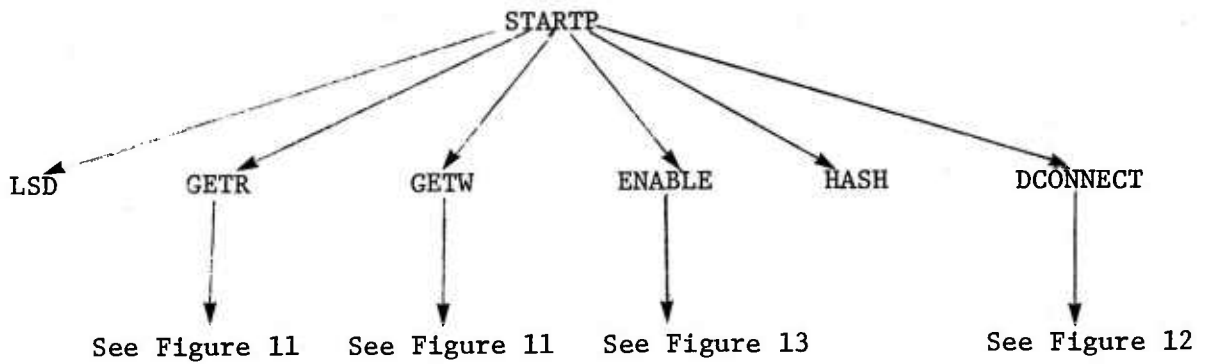 STARTP
LSD GETR GETW ENABLE HASH DCONNECT
See Figure 11 See Figure 11 See Figure 13 See Figure 12